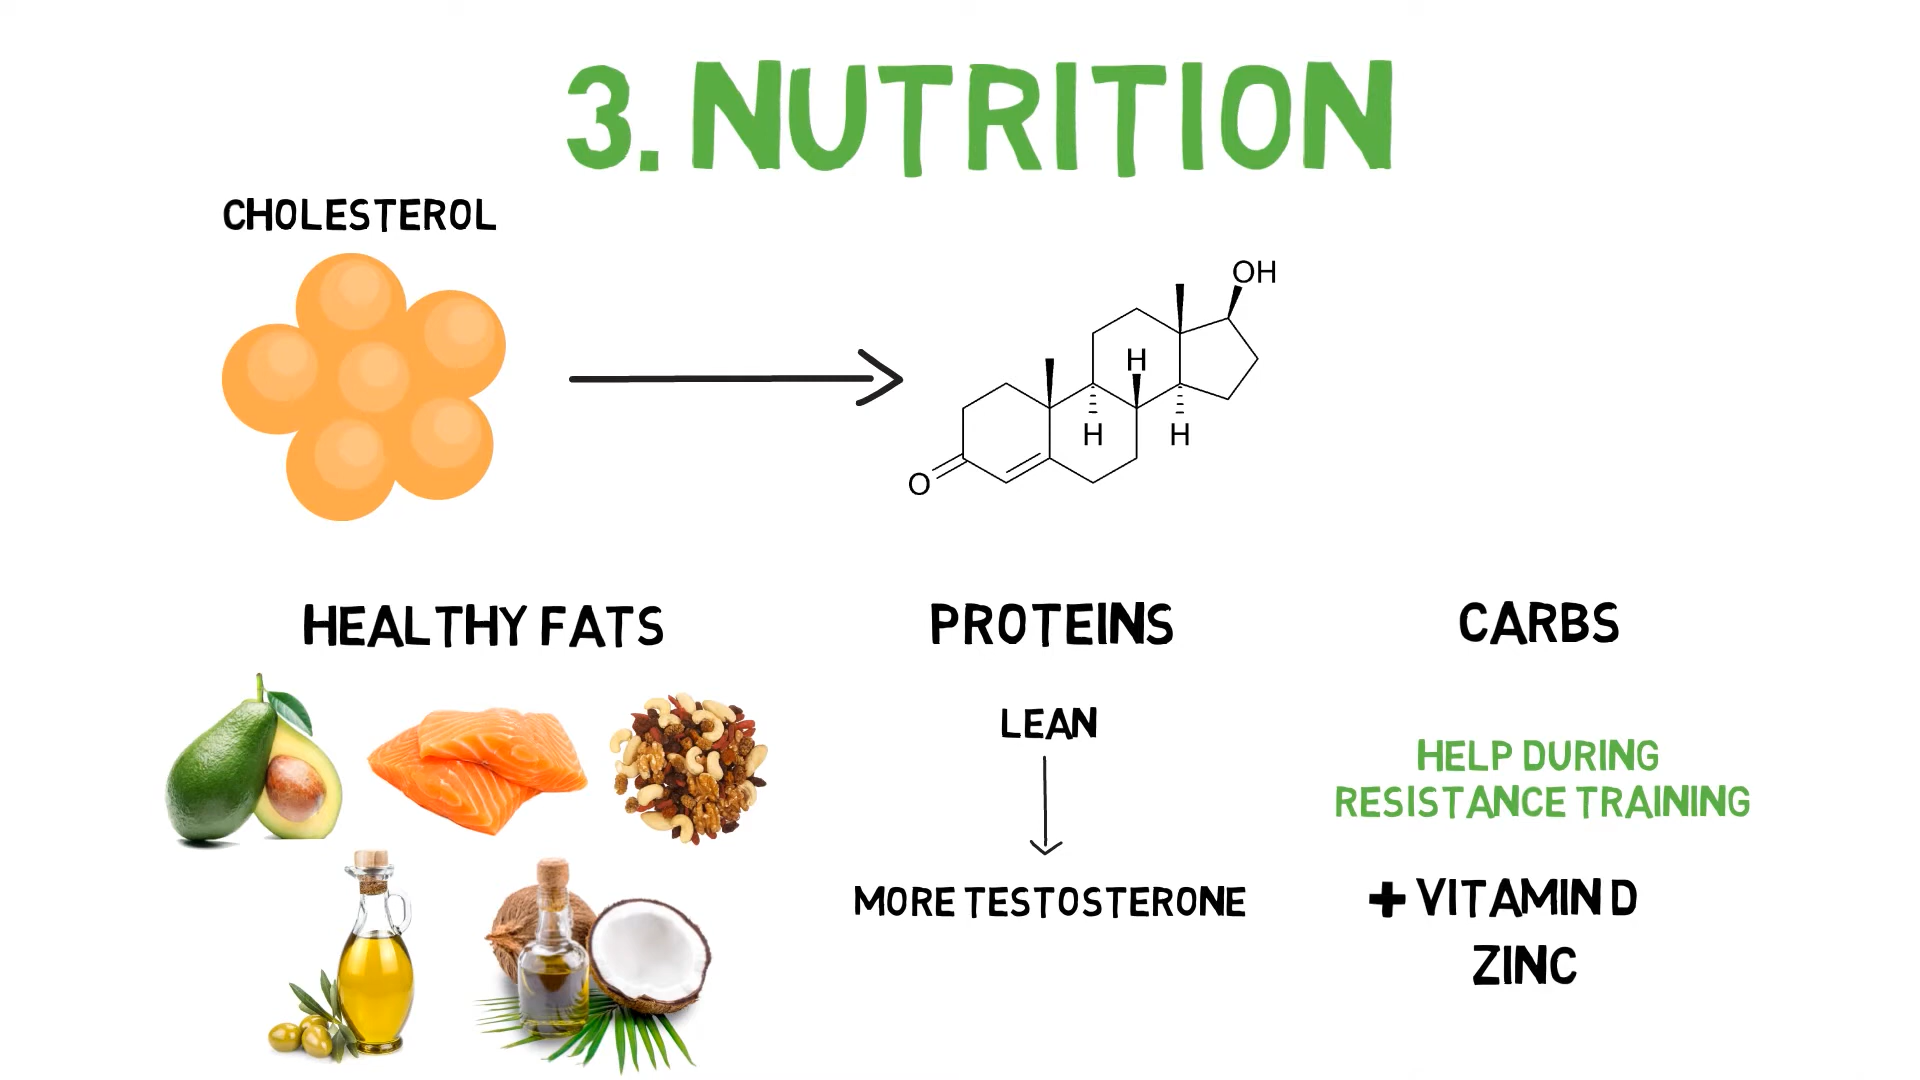 3. NUTRITION
CHOLESTEROL
OH
H
H
H
O
HEALTHY FATS
PROTEINS
CARBS
LEAN
HELP DURING
RESISTANCE TRAINING
MORE TESTOSTERONE
+ VITAMIN D
ZINC